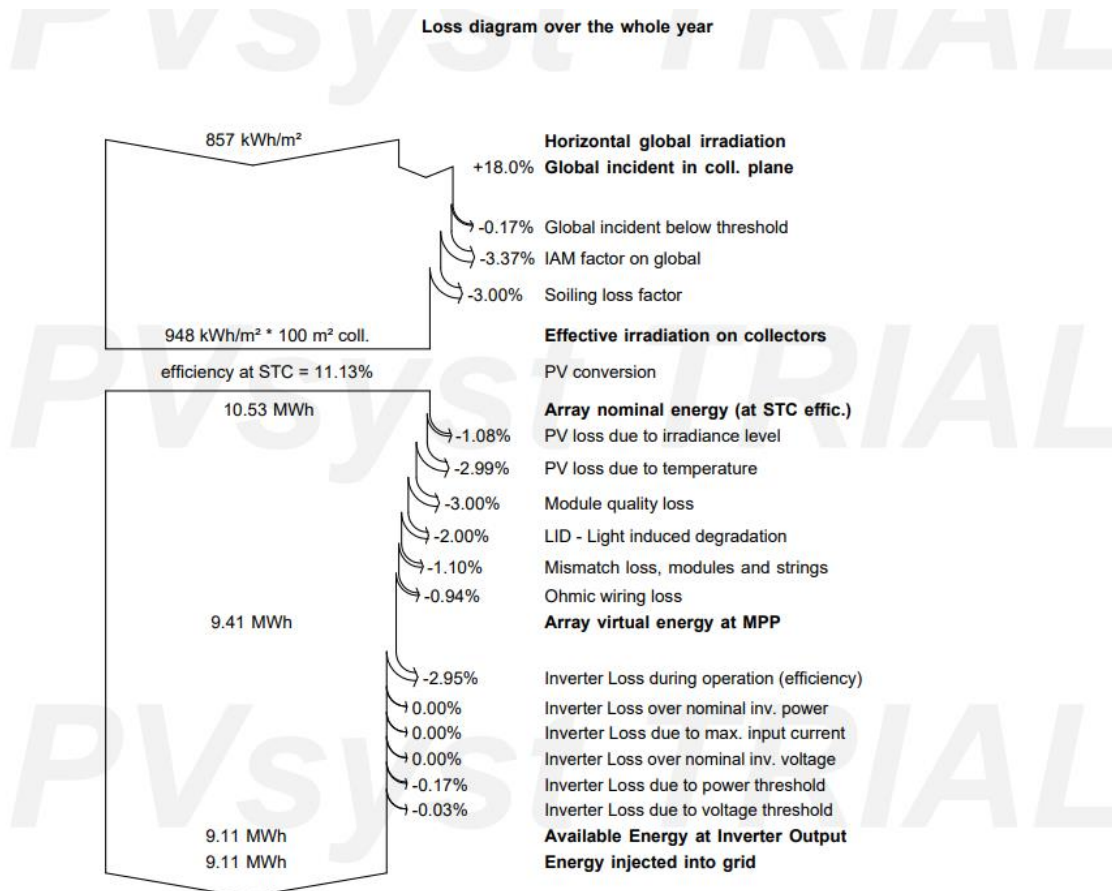 PVsyst TRIAL
Loss diagram over the whole year
857 kWh/m² Horizontal global irradiation
+18.0% Global incident in coll. plane
-0.17% Global incident below threshold
-3.37% IAM factor on global
-3.00% Soiling loss factor
PVsyst TRIAL
948 kWh/m² * 100 m² coll. Effective irradiation on collectors
efficiency at STC = 11.13% PV conversion
10.53 MWh Array nominal energy (at STC effic.)
-1.08% PV loss due to irradiance level
-2.99% PV loss due to temperature
-3.00% Module quality loss
-2.00% LID - Light induced degradation
-1.10% Mismatch loss, modules and strings
-0.94% Ohmic wiring loss
9.41 MWh Array virtual energy at MPP
-2.95% Inverter Loss during operation (efficiency)
PVsyst TRIAL
0.00% Inverter Loss over nominal inv. power
0.00% Inverter Loss due to max. input current
0.00% Inverter Loss over nominal inv. voltage
-0.17% Inverter Loss due to power threshold
-0.03% Inverter Loss due to voltage threshold
9.11 MWh Available Energy at Inverter Output
9.11 MWh Energy injected into grid